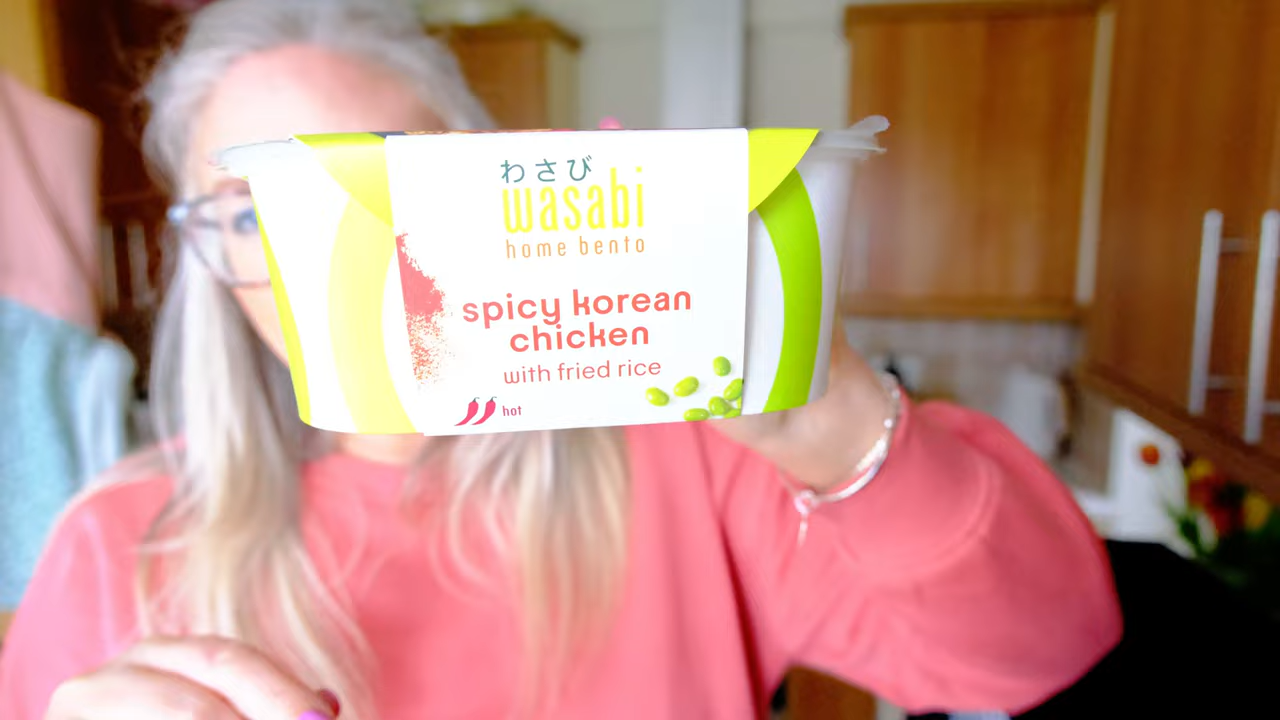 わさび
wasabi
home bento
spicy korean
chicken
with fried rice
hot